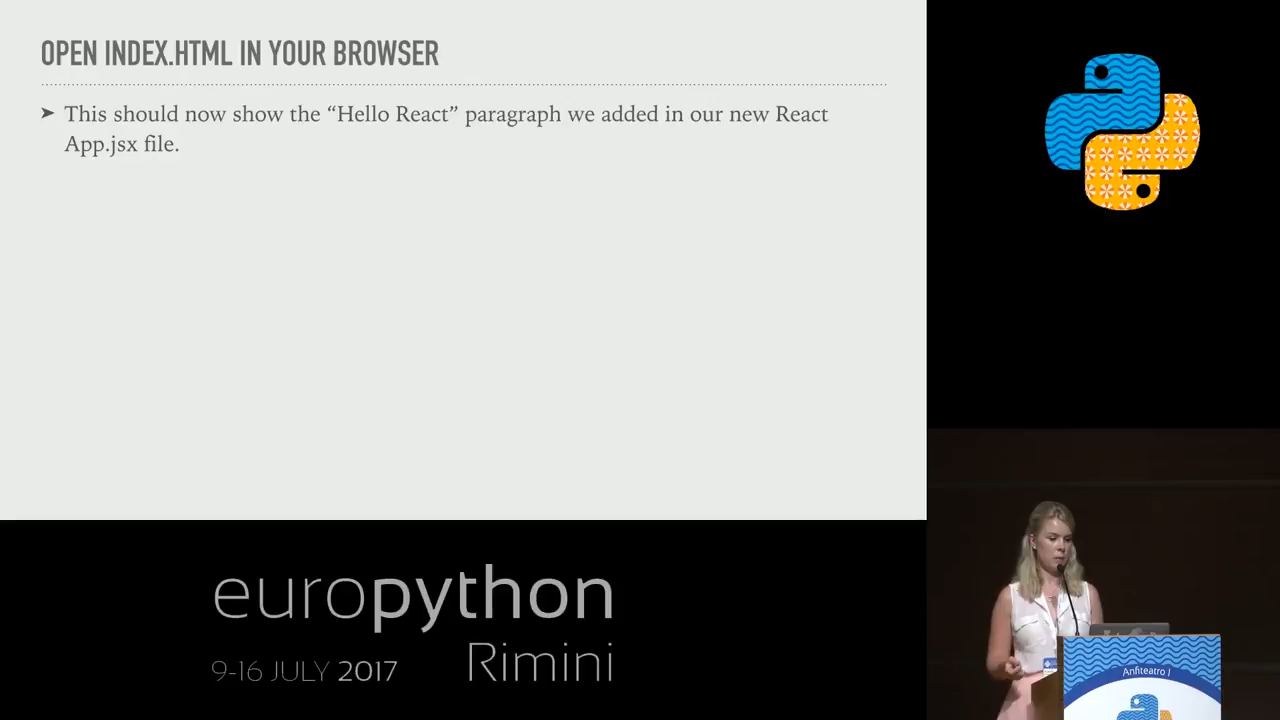 OPEN INDEX.HTML IN YOUR BROWSER
➤ This should now show the “Hello React” paragraph we added in our new React
App.jsx file.
europython
9-16 JULY 2017 Rimini
Anfiteatro 1